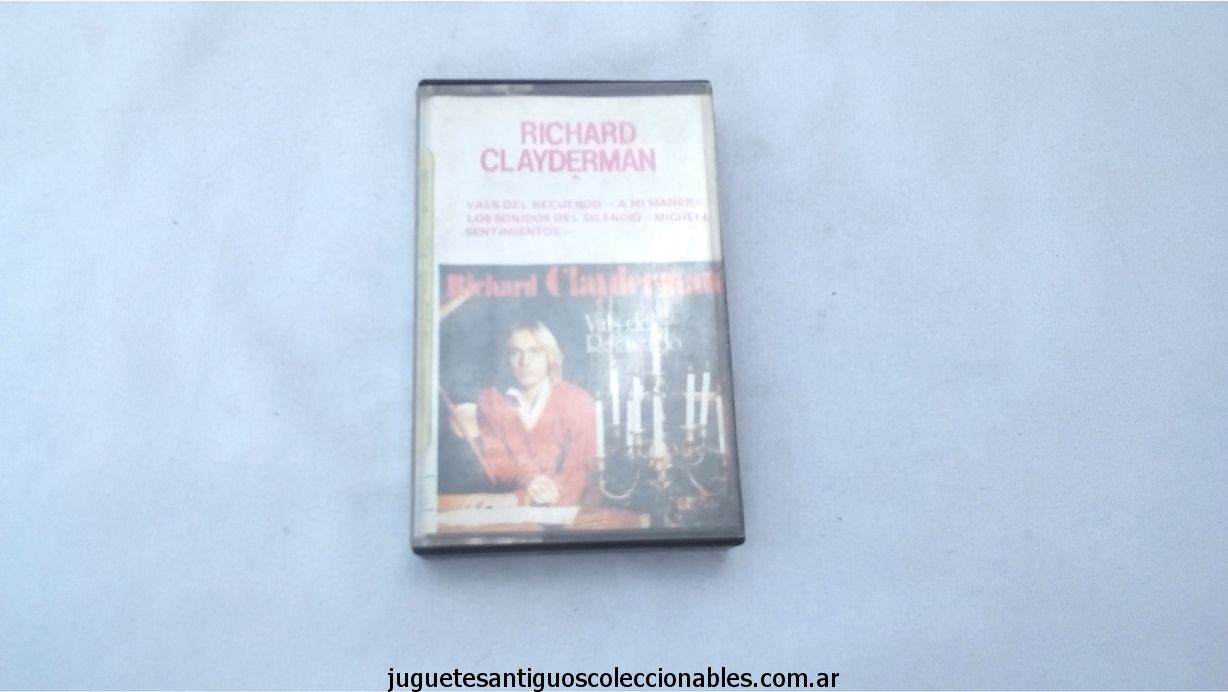 RICHARD
CLAYDERMAN
VALS DEL RECUERDO - A MI MANERA
LOS SONIDOS DEL SILENCIO - MICHELL
SENTIMIENTOS -
Richard Clayderman
Vals del
Recuerdo
juguetesantiguoscoleccionables.com.ar